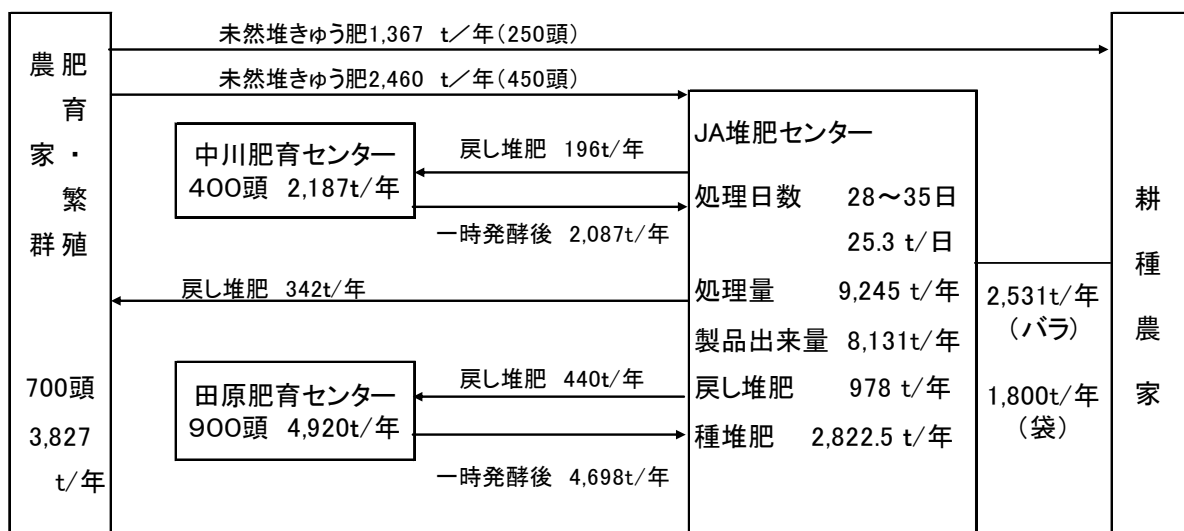 未然堆きゅう肥1,367 t／年(250頭)
未然堆きゅう肥2,460 t／年(450頭)
肥育・繁殖
農家群
700頭
3,827
t/年
中川肥育センター
400頭 2,187t/年
戻し堆肥 196t/年
一時発酵後 2,087t/年
戻し堆肥 342t/年
田原肥育センター
900頭 4,920t/年
戻し堆肥 440t/年
一時発酵後 4,698t/年
JA堆肥センター
処理日数 28～35日
25.3 t/日
処理量 9,245 t/年
製品出来量 8,131t/年
戻し堆肥 978 t/年
種堆肥 2,822.5 t/年
2,531t/年
（バラ）
1,800t/年
（袋）
耕種農家